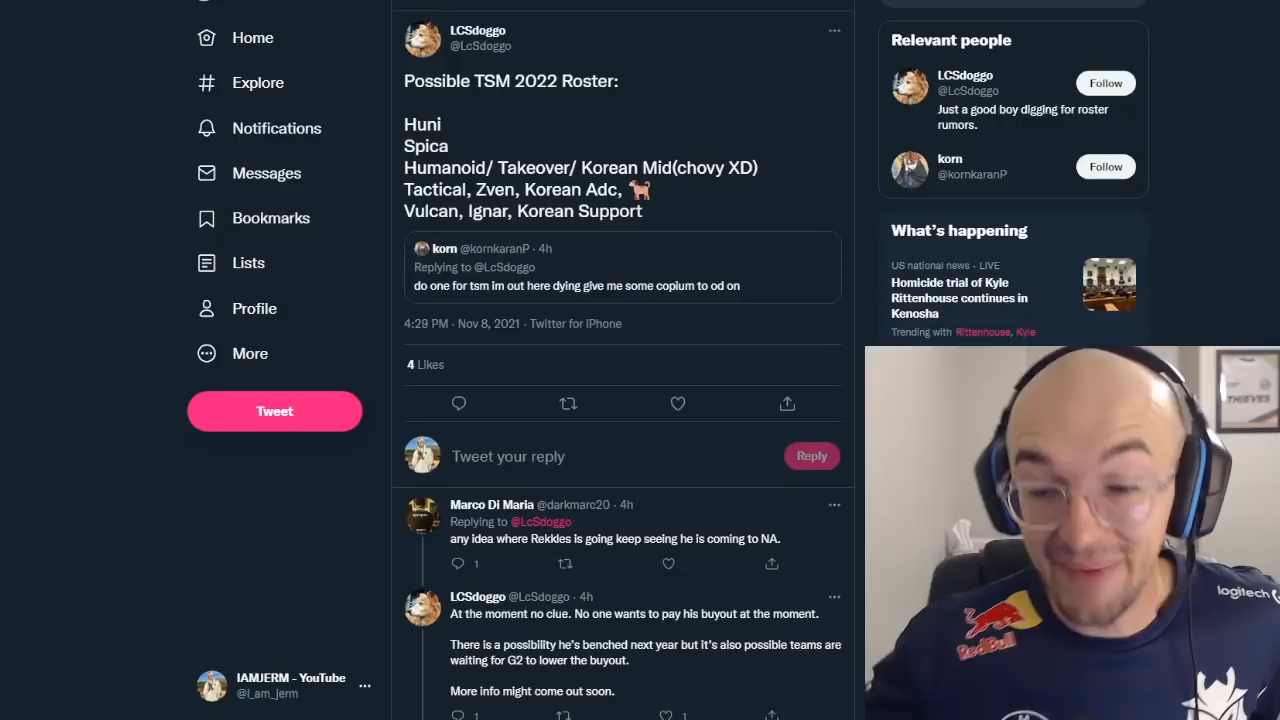 Home
Explore
Notifications
Messages
Bookmarks
Lists
Profile
More
Tweet
IAMJERM - YouTube
@I_am_jerm
LCSdoggo
@LcSdoggo
Possible TSM 2022 Roster:
Huni
Spica
Humanoid/ Takeover/ Korean Mid(chovy XD)
Tactical, Zven, Korean Adc, 🐕
Vulcan, Ignar, Korean Support
korn @kornkaranP · 4h
Replying to @LcSdoggo
do one for tsm im out here dying give me some copium to od on
4:29 PM · Nov 8, 2021 · Twitter for iPhone
4 Likes
Tweet your reply
Reply
Marco Di Maria @darkmarc20 · 4h
Replying to @LcSdoggo
any idea where Rekkles is going keep seeing he is coming to NA.
1
LCSdoggo @LcSdoggo · 4h
At the moment no clue. No one wants to pay his buyout at the moment.
There is a possibility he's benched next year but it's also possible teams are
waiting for G2 to lower the buyout.
More info might come out soon.
1
1
Relevant people
LCSdoggo
@LcSdoggo
Follow
Just a good boy digging for roster
rumors.
korn
@kornkaranP
Follow
What's happening
US national news · LIVE
Homicide trial of Kyle
Rittenhouse continues in
Kenosha
Trending with Rittenhouse, Kyle
THIEVES
logitech
RedBull